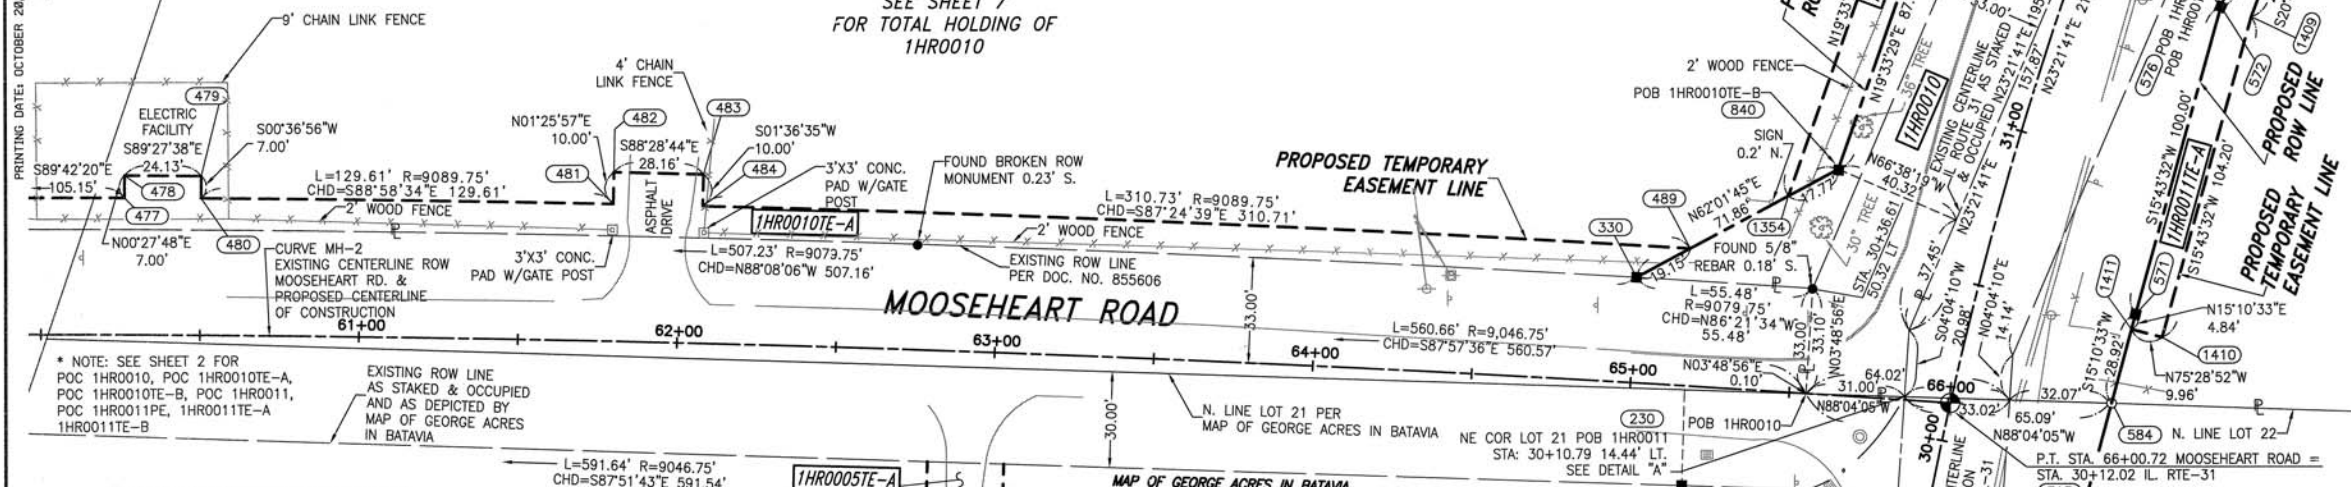 PRINTING DATE: OCTOBER 20
SEE SHEET 7
FOR TOTAL HOLDING OF
1HR0010
9' CHAIN LINK FENCE
4' CHAIN
LINK FENCE
479
ELECTRIC
FACILITY
S89°27'38"E
24.13'
S00°36'56"W
7.00'
S89°42'20"E
105.15'
478
477
N00°27'48"E
7.00'
480
L=129.61' R=9089.75'
CHD=S88°58'34"E 129.61'
2' WOOD FENCE
N01°25'57"E
10.00'
482
481
S88°28'44"E
28.16'
483
S01°36'35"W
10.00'
484
3'X3' CONC.
PAD W/GATE
POST
ASPHALT
DRIVE
3'X3' CONC.
PAD W/GATE POST
1HR0010TE-A
FOUND BROKEN ROW
MONUMENT 0.23' S.
L=310.73' R=9089.75'
CHD=S87°24'39"E 310.71'
2' WOOD FENCE
L=507.23' R=9079.75'
CHD=N88°08'06"W 507.16'
EXISTING ROW LINE
PER DOC. NO. 855606
PROPOSED TEMPORARY
EASEMENT LINE
CURVE MH-2
EXISTING CENTERLINE ROW
MOOSEHEART RD. &
PROPOSED CENTERLINE
OF CONSTRUCTION
MOOSEHEART ROAD
61+00
62+00
63+00
64+00
65+00
66+00
33.00'
L=560.66' R=9,046.75'
CHD=S87°57'36"E 560.57'
* NOTE: SEE SHEET 2 FOR
POC 1HR0010, POC 1HR0010TE-A,
POC 1HR0010TE-B, POC 1HR0011,
POC 1HR0011PE, 1HR0011TE-A
1HR0011TE-B
EXISTING ROW LINE
AS STAKED & OCCUPIED
AND AS DEPICTED BY
MAP OF GEORGE ACRES
IN BATAVIA
L=591.64' R=9046.75'
CHD=S87°51'43"E 591.54'
1HR0005TE-A
30.00'
N. LINE LOT 21 PER
MAP OF GEORGE ACRES IN BATAVIA
MAP OF GEORGE ACRES IN BATAVIA
2' WOOD FENCE
POB 1HR0010TE-B
840
SIGN
0.2' N.
489
330
N62°01'45"E
71.86'
17.72'
19.15'
1354
FOUND 5/8"
REBAR 0.18' S.
L=55.48'
R=9079.75'
CHD=N86°21'34"W
55.48'
N19°33'29"E 87.
36" TREE
30" TREE
1HR0010
N66°38'19"W
40.32'
EXISTING CENTERLINE
IL ROUTE 31 AS STAKED
& OCCUPIED N23°21'41"E 195
N23°21'41"E
157.87'
31+00
N23°21'41"E 21
STA. 30+36.61
50.32 LT
37.45'
S04°04'10"W
20.98'
N04°04'10"E
14.14'
33.00'
33.10'
N03°48'56"E
N03°48'56"E
0.10'
31.00'
64.02'
N88°04'05"W
33.02'
65.09'
N88°04'05"W
32.07'
POB 1HR0010
230
NE COR LOT 21 POB 1HR0011
STA: 30+10.79 14.44' LT.
SEE DETAIL "A"
30+00
584
N. LINE LOT 22
P.T. STA. 66+00.72 MOOSEHEART ROAD =
STA. 30+12.02 IL. RTE-31
576
572
1409
S15°43'32"W 100.00'
1HR0011TE-A
S15°43'32"W 104.20'
PROPOSED
ROW LINE
PROPOSED
TEMPORARY
EASEMENT LINE
1411
571
N15°10'33"E
4.84'
1410
N75°28'52"W
9.96'
S15°10'33"W
28.92'